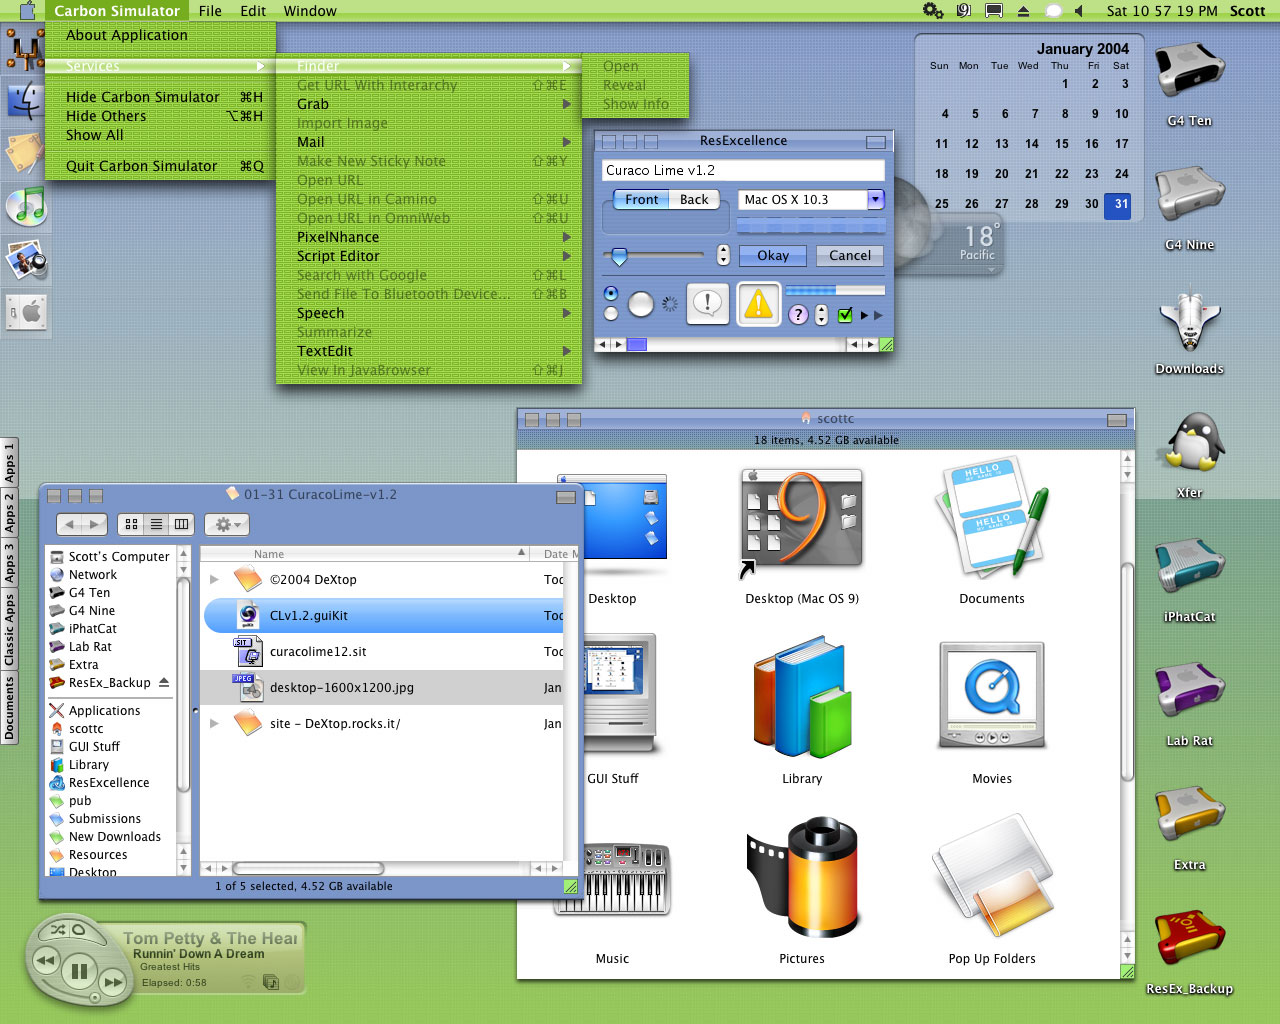 Carbon Simulator File Edit Window
Sat 10 57 19 PM Scott
About Application
Services
Hide Carbon Simulator ⌘H
Hide Others ⌥⌘H
Show All
Quit Carbon Simulator ⌘Q
Finder
Get URL With Interarchy ⇧⌘E
Grab
Import Image
Mail
Make New Sticky Note ⇧⌘Y
Open URL
Open URL in Camino ⇧⌘U
Open URL in OmniWeb ⇧⌘U
PixelNhance
Script Editor
Search with Google ⇧⌘L
Send File To Bluetooth Device... ⇧⌘B
Speech
Summarize
TextEdit
View In JavaBrowser ⇧⌘J
Open
Reveal
Show Info
ResExcellence
Curaco Lime v1.2
Front Back
Mac OS X 10.3
Okay Cancel
January 2004
Sun Mon Tue Wed Thu Fri Sat
1 2 3
4 5 6 7 8 9 10
11 12 13 14 15 16 17
18 19 20 21 22 23 24
25 26 27 28 29 30 31
18°
Pacific
G4 Ten
G4 Nine
Downloads
Xfer
iPhatCat
Lab Rat
Extra
ResEx_Backup
Apps 1
Apps 2
Apps 3
Classic Apps
Documents
01-31 CuracoLime-v1.2
Scott's Computer
Network
G4 Ten
G4 Nine
iPhatCat
Lab Rat
Extra
ResEx_Backup
Applications
scottc
GUI Stuff
Library
ResExcellence
pub
Submissions
New Downloads
Resources
Desktop
Name Date M
©2004 DeXtop Tod
CLv1.2.guiKit Tod
curacolime12.sit Tod
desktop-1600x1200.jpg Jan
site - DeXtop.rocks.it/ Jan
SIT
JPEG
guiKit
1 of 5 selected, 4.52 GB available
scottc
18 items, 4.52 GB available
Desktop
Desktop (Mac OS 9)
HELLO
MY NAME IS
HELLO
MY NAME IS
Documents
GUI Stuff
Library
Movies
Music
Pictures
Pop Up Folders
Tom Petty & The Hear
Runnin' Down A Dream
Greatest Hits
Elapsed: 0:58